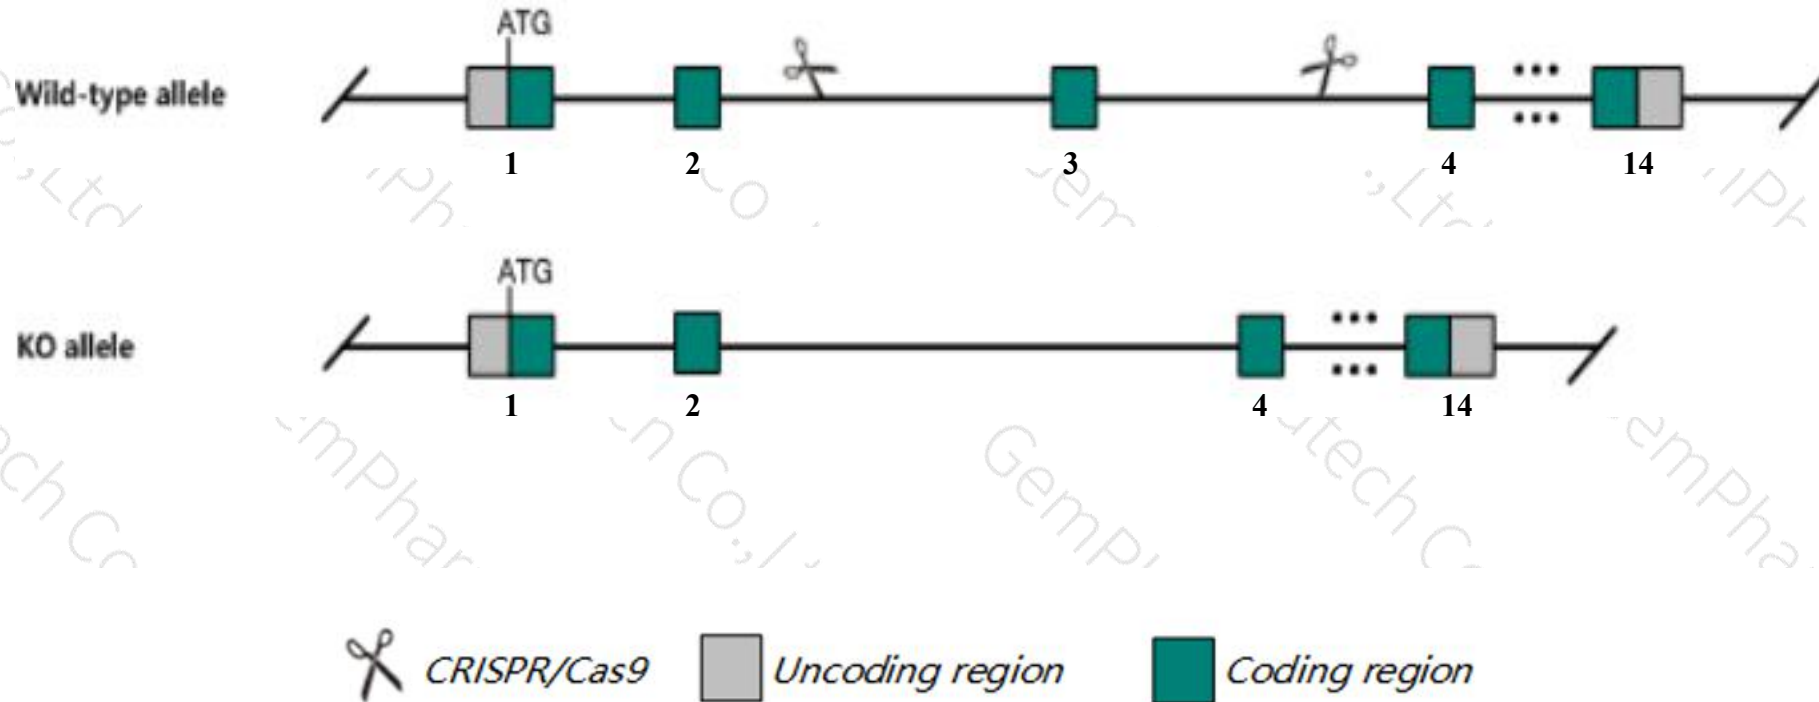 ATG
Wild-type allele
1 2 3 4 14
ATG
KO allele
1 2 4 14
CRISPR/Cas9 Uncoding region Coding region